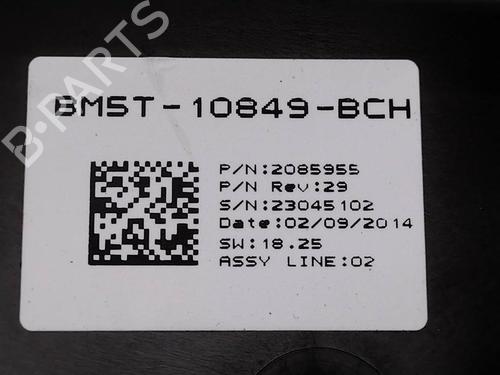 BM5T-10849-BCH
P/N:2085955
P/N Rev:29
S/N:23045102
Date:02/09/2014
SW:18.25
ASSY LINE:02
B-PARTS